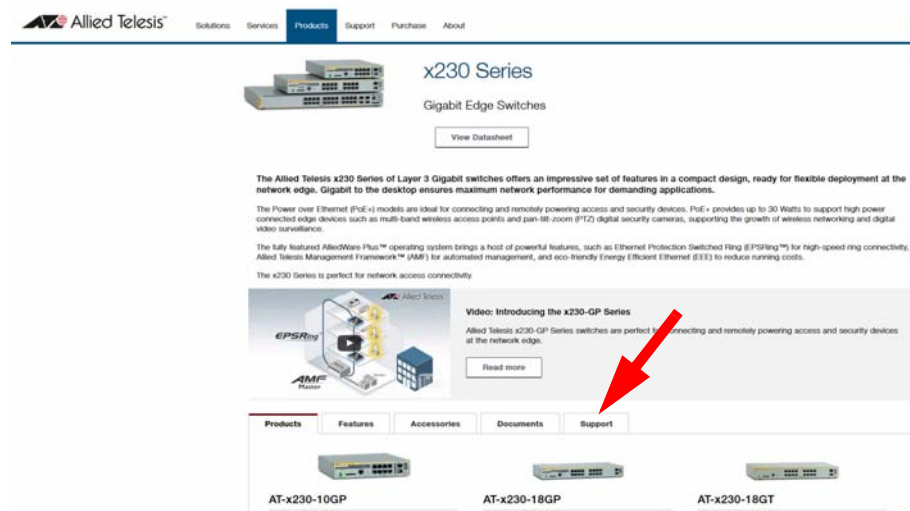 Allied Telesis™
Solutions Services Products Support Purchase About
x230 Series
Gigabit Edge Switches
View Datasheet
The Allied Telesis x230 Series of Layer 3 Gigabit switches offers an impressive set of features in a compact design, ready for flexible deployment at the
network edge. Gigabit to the desktop ensures maximum network performance for demanding applications.
The Power over Ethernet (PoE+) models are ideal for connecting and remotely powering access and security devices. PoE+ provides up to 30 Watts to support high power
connected edge devices such as multi-band wireless access points and pan-tilt-zoom (PTZ) digital security cameras, supporting the growth of wireless networking and digital
video surveillance.
The fully featured AlliedWare Plus™ operating system brings a host of powerful features, such as Ethernet Protection Switched Ring (EPSRing™) for high-speed ring connectivity,
Allied Telesis Management Framework™ (AMF) for automated management, and eco-friendly Energy Efficient Ethernet (EEE) to reduce running costs.
The x230 Series is perfect for network access connectivity.
Allied Telesis
EPSRing
AMF
Master
Video: Introducing the x230-GP Series
Allied Telesis x230-GP Series switches are perfect connecting and remotely powering access and security devices
at the network edge.
Read more
Products Features Accessories Documents Support
AT-x230-10GP AT-x230-18GP AT-x230-18GT